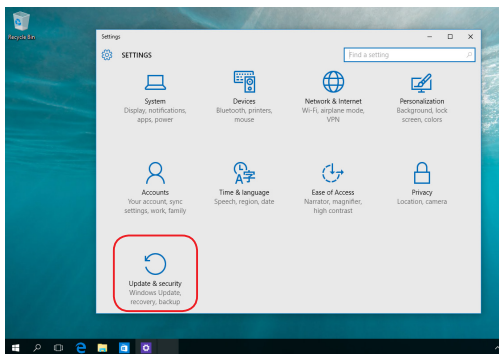 Recycle Bin
Settings
SETTINGS
Find a setting
System
Display, notifications,
apps, power
Devices
Bluetooth, printers,
mouse
Network & Internet
Wi-Fi, airplane mode,
VPN
Personalization
Background, lock
screen, colors
Accounts
Your account, sync
settings, work, family
Time & language
Speech, region, date
Ease of Access
Narrator, magnifier,
high contrast
Privacy
Location, camera
Update & security
Windows Update,
recovery, backup